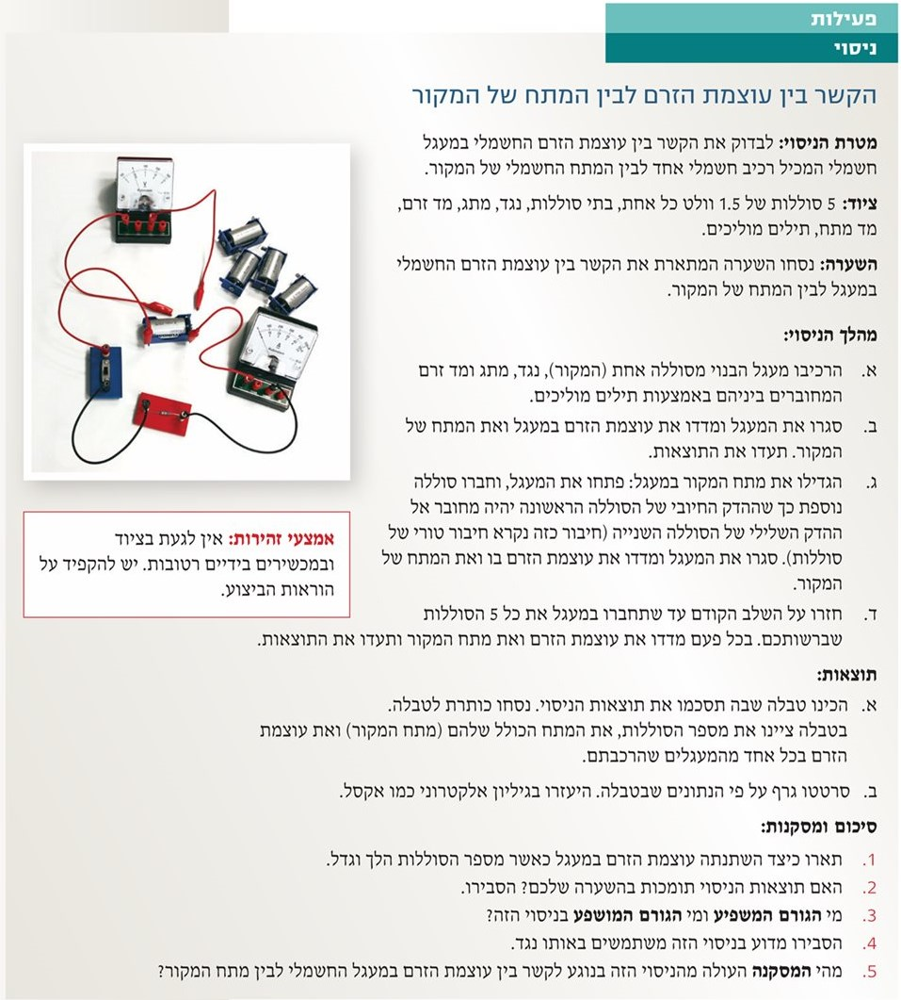 פעילות
ניסוי
הקשר בין עוצמת הזרם לבין המתח של המקור
מטרת הניסוי: לבדוק את הקשר בין עוצמת הזרם החשמלי במעגל
חשמלי המכיל רכיב חשמלי אחד לבין המתח החשמלי של המקור.
ציוד: 5 סוללות של 1.5 וולט כל אחת, בתי סוללות, נגד, מתג, מד זרם,
מד מתח, תילים מוליכים.
השערה: נסחו השערה המתארת את הקשר בין עוצמת הזרם החשמלי
במעגל לבין המתח של המקור.
מהלך הניסוי:
א. הרכיבו מעגל הבנוי מסוללה אחת (המקור), נגד, מתג ומד זרם
המחוברים ביניהם באמצעות תילים מוליכים.
ב. סגרו את המעגל ומדדו את עוצמת הזרם במעגל ואת המתח של
המקור. תעדו את התוצאות.
ג. הגדילו את מתח המקור במעגל: פתחו את המעגל, וחברו סוללה
נוספת כך שההדק החיובי של הסוללה הראשונה יהיה מחובר אל
ההדק השלילי של הסוללה השנייה (חיבור כזה נקרא חיבור טורי של
סוללות). סגרו את המעגל ומדדו את עוצמת הזרם בו ואת המתח של
המקור.
ד. חזרו על השלב הקודם עד שתחברו במעגל את כל 5 הסוללות
שברשותכם. בכל פעם מדדו את עוצמת הזרם ואת מתח המקור ותעדו את התוצאות.
אמצעי זהירות: אין לגעת בציוד
ובמכשירים בידיים רטובות. יש להקפיד על
הוראות הביצוע.
תוצאות:
א. הכינו טבלה שבה תסכמו את תוצאות הניסוי. נסחו כותרת לטבלה.
בטבלה ציינו את מספר הסוללות, את המתח הכולל שלהם (מתח המקור) ואת עוצמת
הזרם בכל אחד מהמעגלים שהרכבתם.
ב. סרטטו גרף על פי הנתונים שבטבלה. היעזרו בגיליון אלקטרוני כמו אקסל.
סיכום ומסקנות:
1. תארו כיצד השתנתה עוצמת הזרם במעגל כאשר מספר הסוללות הלך וגדל.
2. האם תוצאות הניסוי תומכות בהשערה שלכם? הסבירו.
3. מי הגורם המשפיע ומי הגורם המושפע בניסוי הזה?
4. הסבירו מדוע בניסוי הזה משתמשים באותו נגד.
5. מהי המסקנה העולה מהניסוי הזה בנוגע לקשר בין עוצמת הזרם במעגל החשמלי לבין מתח המקור?